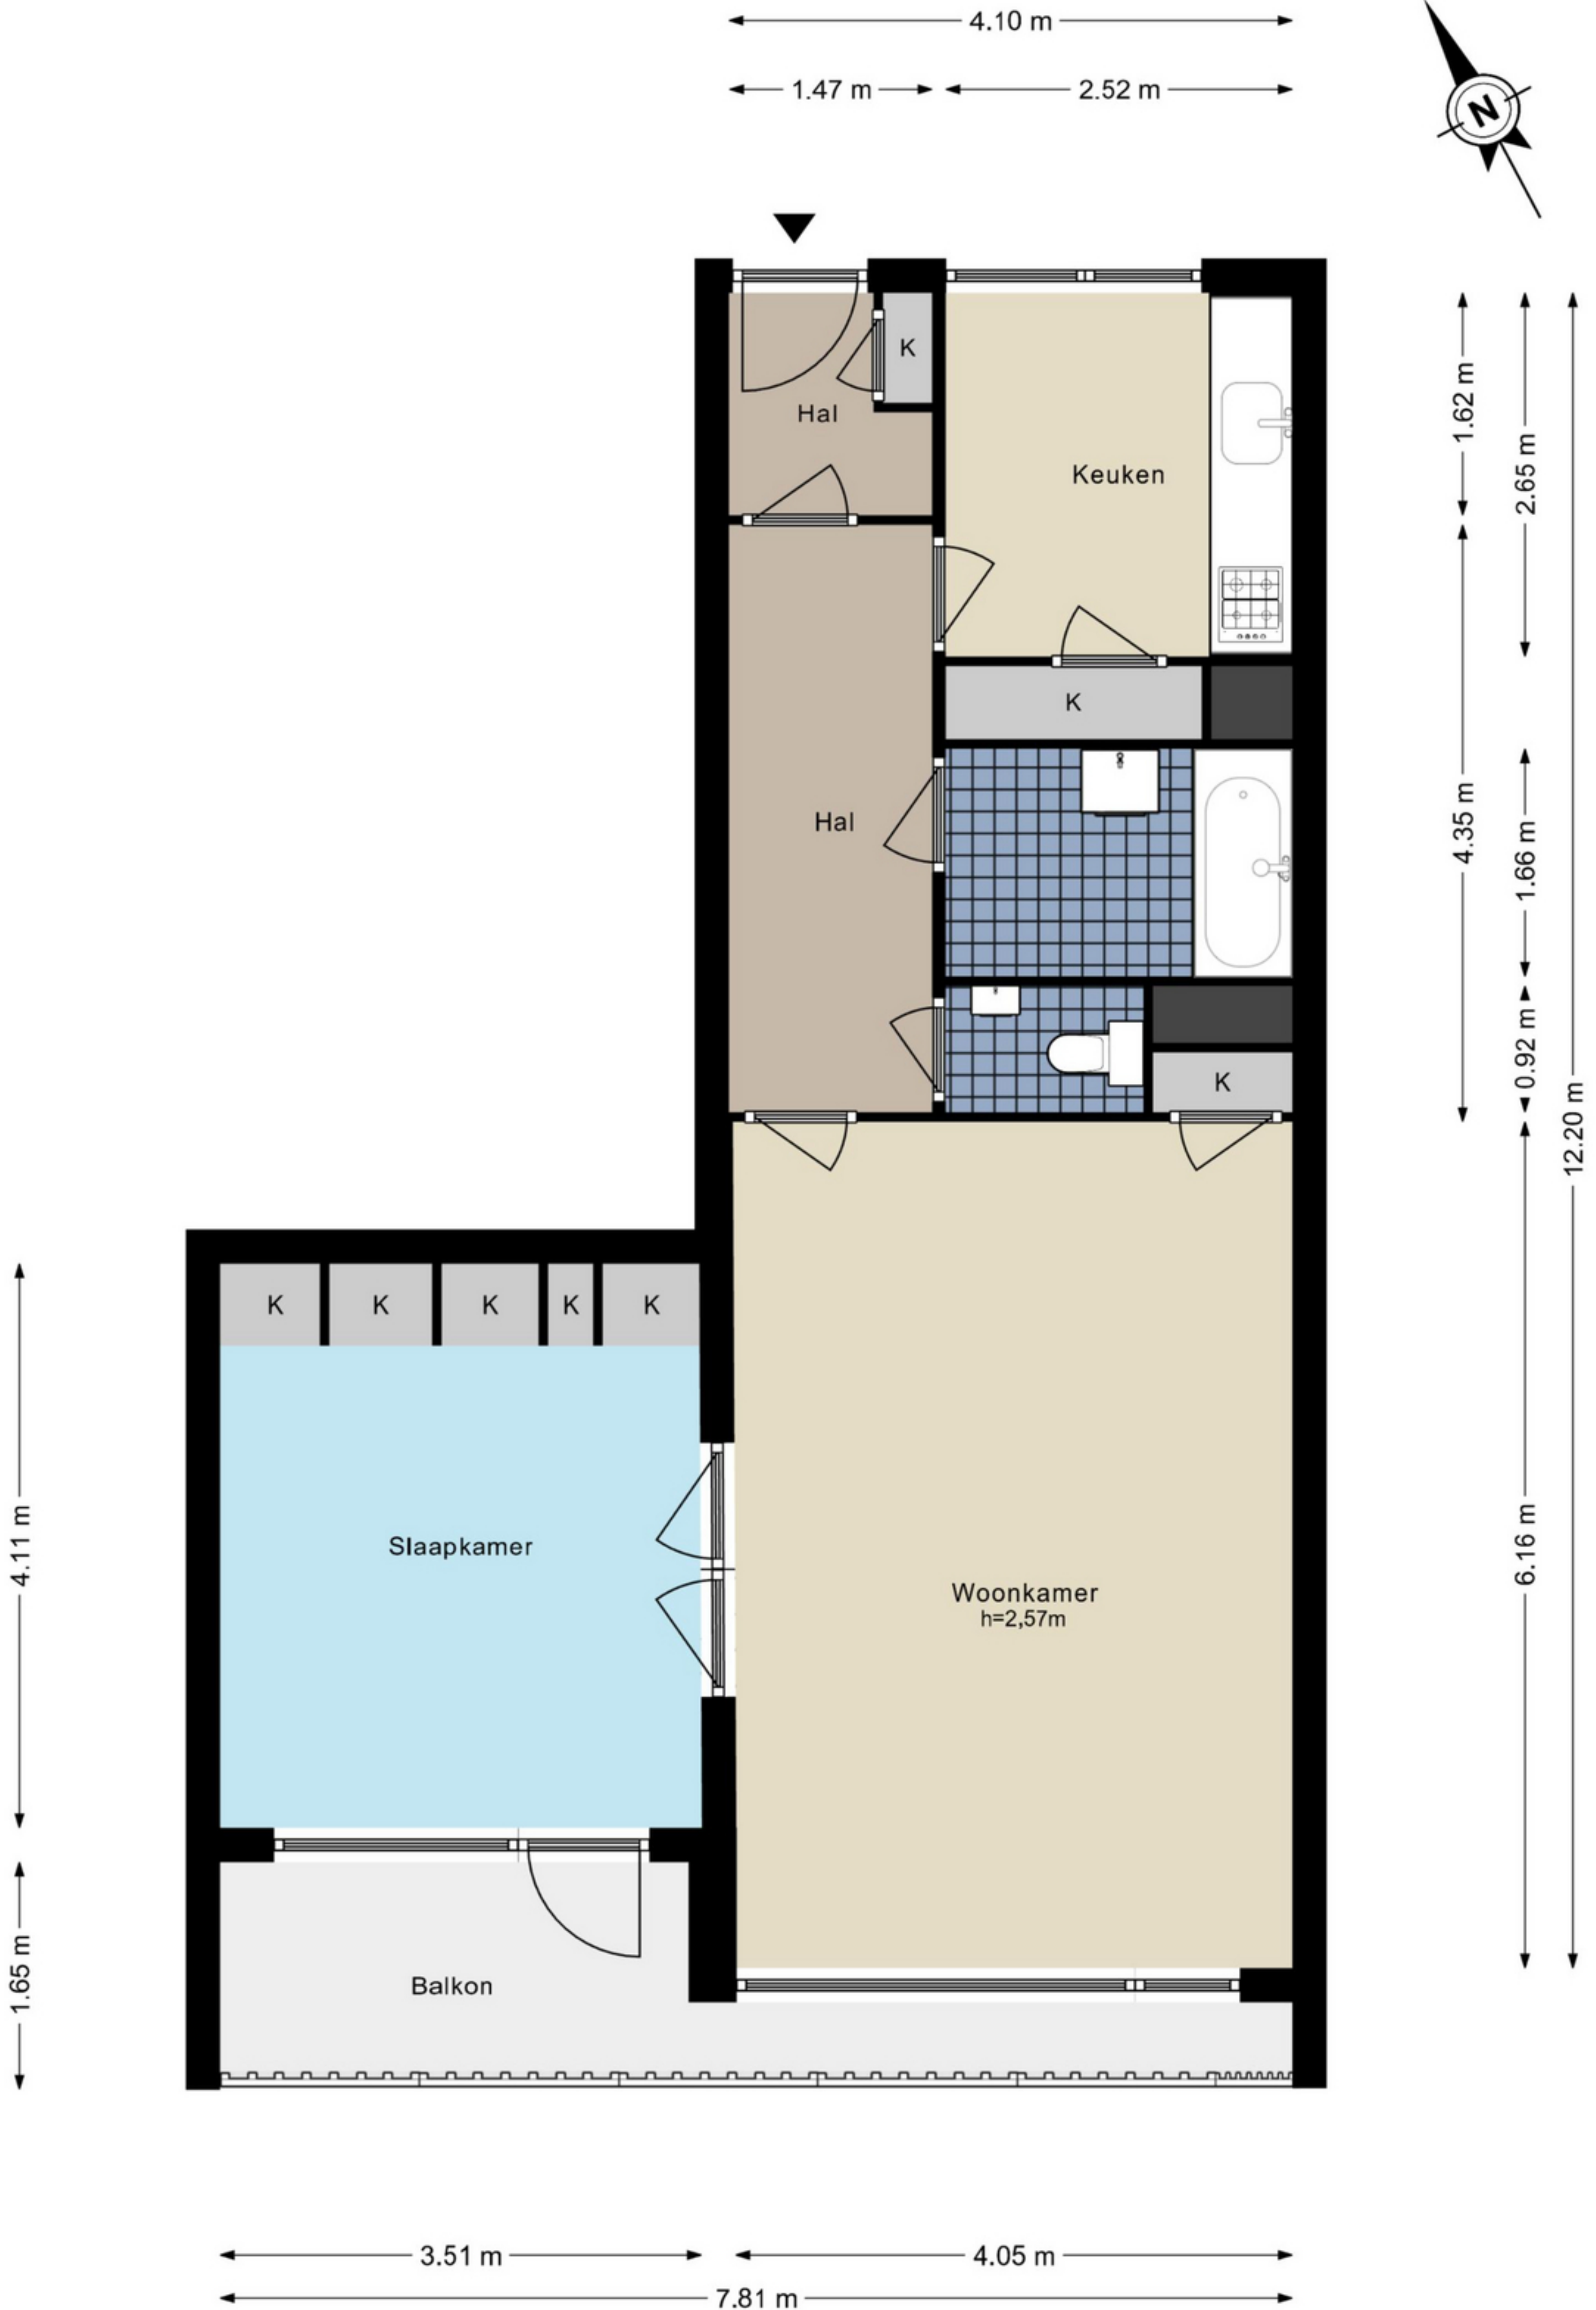 4.10 m
1.47 m
2.52 m
N
K
Hal
Keuken
1.62 m
2.65 m
K
Hal
4.35 m
1.66 m
0.92 m
K
12.20 m
K K K K K
4.11 m
Slaapkamer
Woonkamer
h=2,57m
6.16 m
1.65 m
Balkon
3.51 m
4.05 m
7.81 m